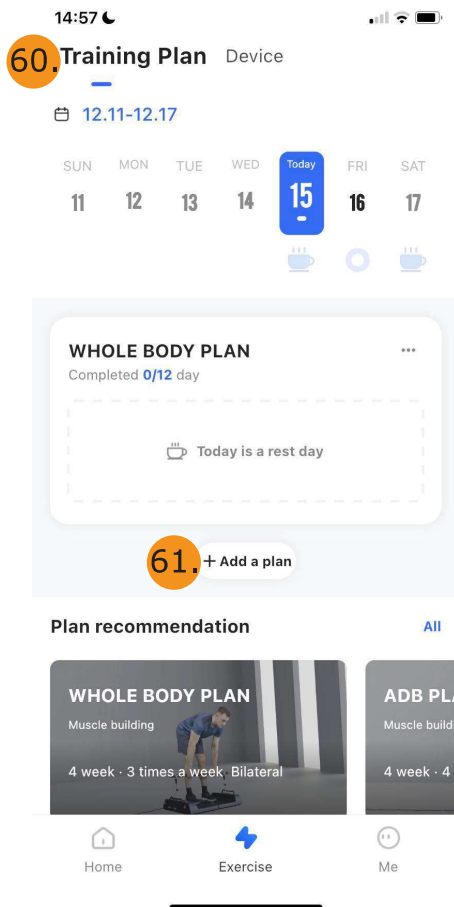 14:57
60. Training Plan Device
12.11-12.17
SUN MON TUE WED Today FRI SAT
11 12 13 14 15 16 17
WHOLE BODY PLAN
Completed 0/12 day
Today is a rest day
61. + Add a plan
Plan recommendation All
WHOLE BODY PLAN
Muscle building
4 week · 3 times a week, Bilateral
ADB PLA
Muscle build
4 week · 4
Home Exercise Me